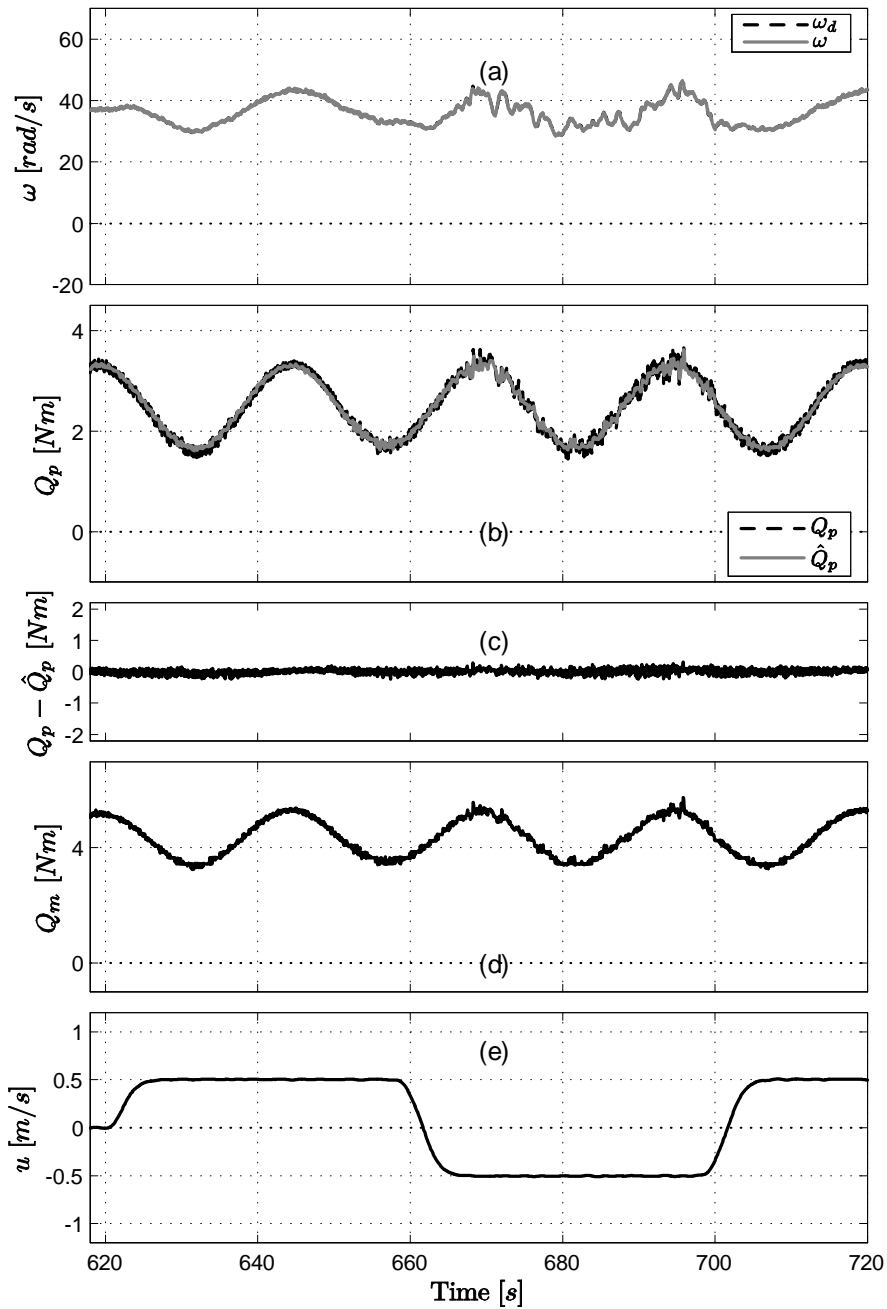 60
40
20
0
-20
ω [rad/s]
(a)
ω_d
ω
4
2
0
Q_p [Nm]
(b)
Q_p
Q̂_p
2
1
0
-1
-2
Q_p − Q̂_p [Nm]
(c)
4
0
Q_m [Nm]
(d)
1
0.5
0
-0.5
-1
u [m/s]
(e)
620 640 660 680 700 720
Time [s]